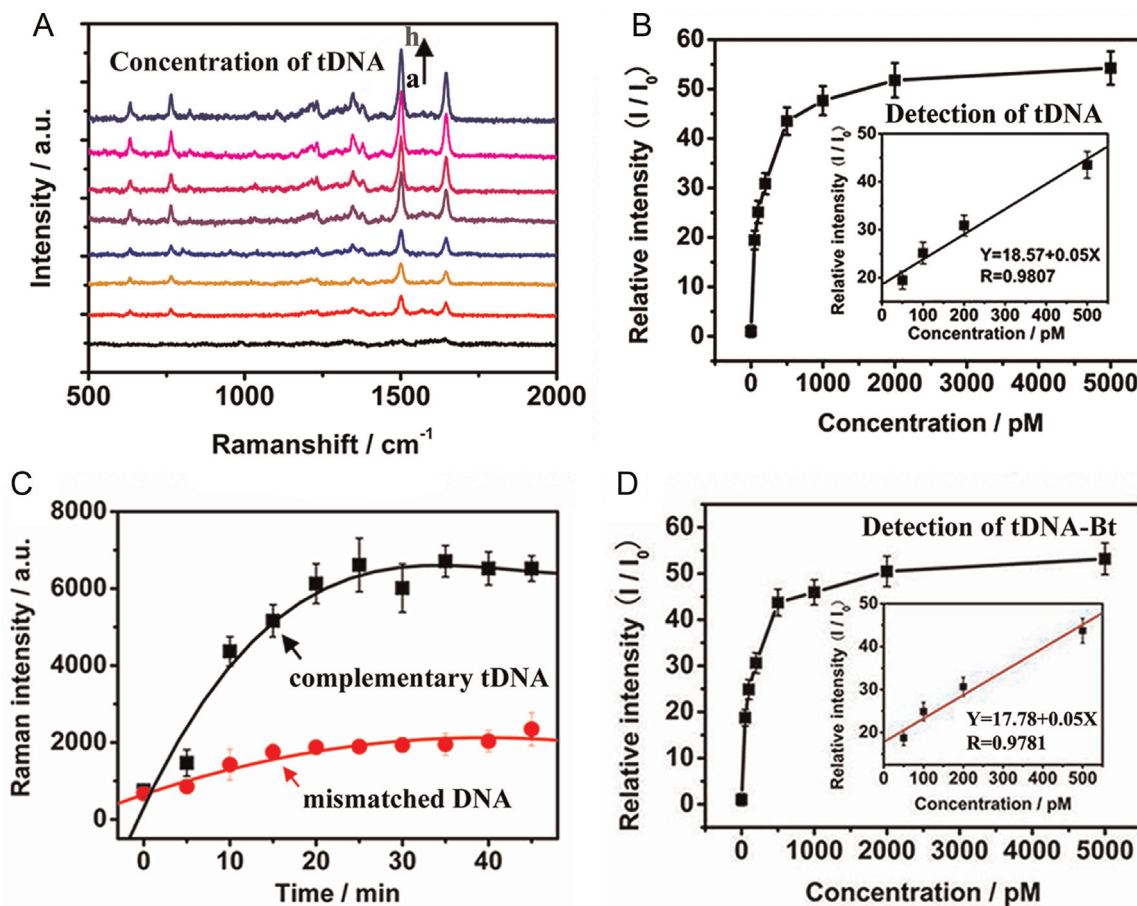 A
Concentration of tDNA
h
a
Intensity / a.u.
500 1000 1500 2000
Ramanshift / cm⁻¹
B
Relative intensity (I / I₀)
60
50
40
30
20
10
0
Detection of tDNA
Relative intensity (I / I₀)
50
40
30
20
Y=18.57+0.05X
R=0.9807
0 100 200 300 400 500
Concentration / pM
0 1000 2000 3000 4000 5000
Concentration / pM
C
Raman intensity / a.u.
8000
6000
4000
2000
0
complementary tDNA
mismatched DNA
0 10 20 30 40
Time / min
D
Relative intensity (I / I₀)
60
50
40
30
20
10
0
Detection of tDNA-Bt
Relative intensity (I / I₀)
50
40
30
20
Y=17.78+0.05X
R=0.9781
0 100 200 300 400 500
Concentration / pM
0 1000 2000 3000 4000 5000
Concentration / pM